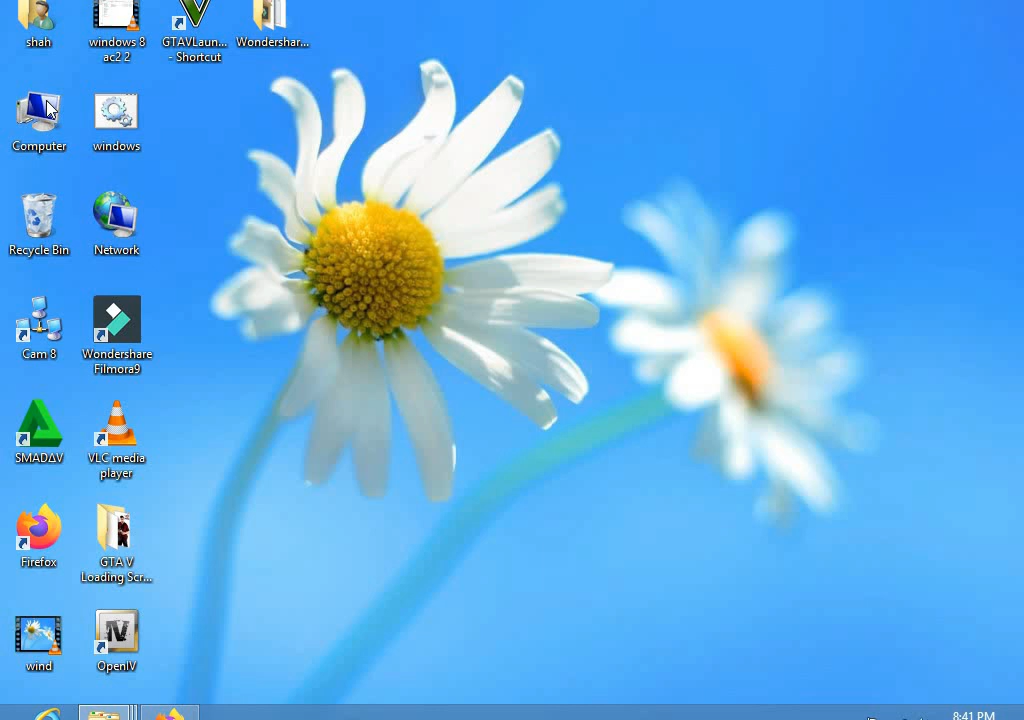 shah
windows 8
ac2 2
GTAVLaun...
- Shortcut
Wondershar...
Computer
windows
Recycle Bin
Network
Cam 8
Wondershare
Filmora9
SMADΔV
VLC media
player
Firefox
GTA V
Loading Scr...
wind
OpenIV
8:41 PM